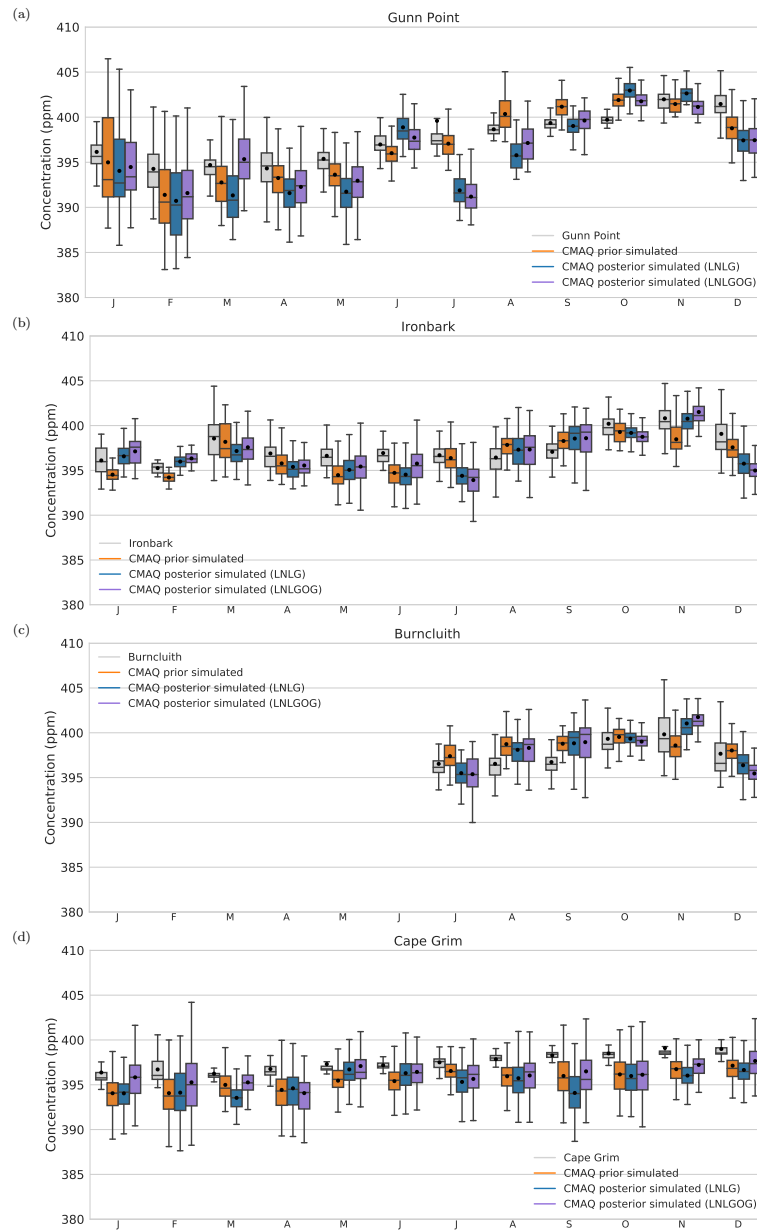 (a)
Gunn Point
Concentration (ppm)
410
405
400
395
390
385
380
J F M A M J J A S O N D
Gunn Point
CMAQ prior simulated
CMAQ posterior simulated (LNLG)
CMAQ posterior simulated (LNLGOG)
(b)
Ironbark
Concentration (ppm)
410
405
400
395
390
385
380
J F M A M J J A S O N D
Ironbark
CMAQ prior simulated
CMAQ posterior simulated (LNLG)
CMAQ posterior simulated (LNLGOG)
(c)
Burncluith
Concentration (ppm)
410
405
400
395
390
385
380
J F M A M J J A S O N D
Burncluith
CMAQ prior simulated
CMAQ posterior simulated (LNLG)
CMAQ posterior simulated (LNLGOG)
(d)
Cape Grim
Concentration (ppm)
410
405
400
395
390
385
380
J F M A M J J A S O N D
Cape Grim
CMAQ prior simulated
CMAQ posterior simulated (LNLG)
CMAQ posterior simulated (LNLGOG)